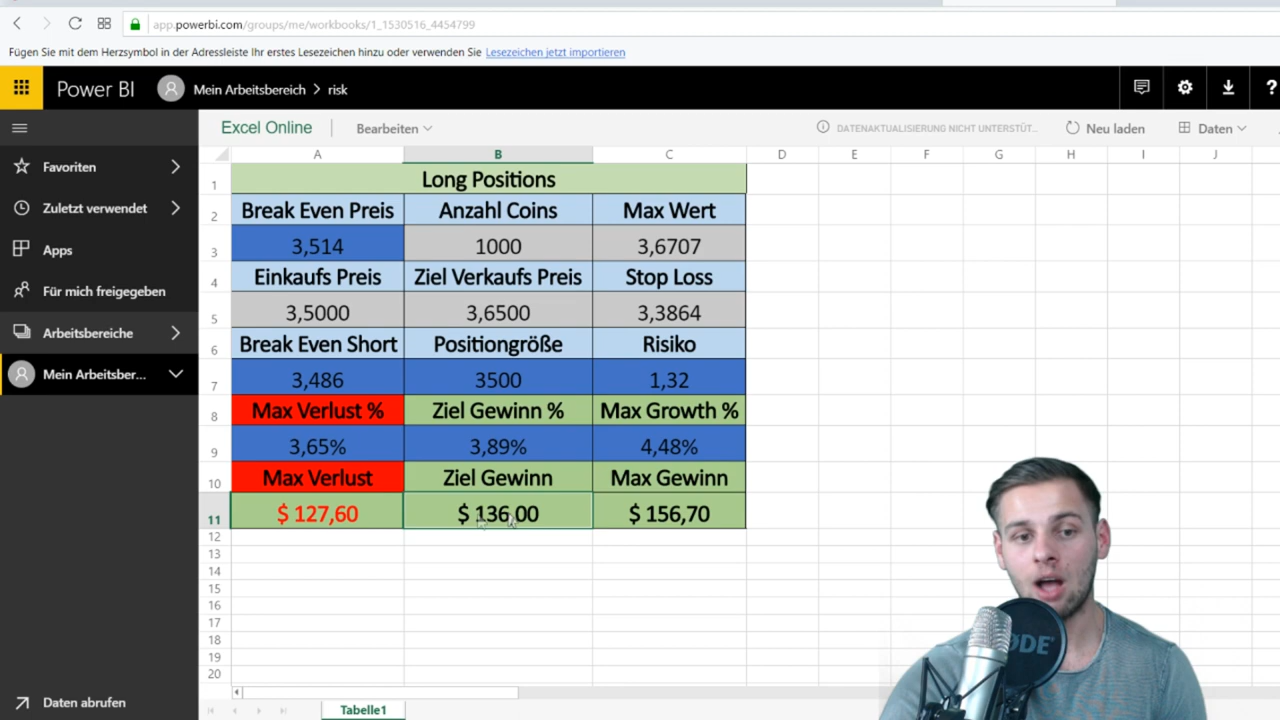 app.powerbi.com/groups/me/workbooks/1_1530516_4454799
Fügen Sie mit dem Herzsymbol in der Adressleiste Ihr erstes Lesezeichen hinzu oder verwenden Sie Lesezeichen jetzt importieren
Power BI Mein Arbeitsbereich > risk ?
Excel Online Bearbeiten DATENAKTUALISIERUNG NICHT UNTERSTÜT... Neu laden Daten
Favoriten
Zuletzt verwendet
Apps
Für mich freigegeben
Arbeitsbereiche
Mein Arbeitsber...
Daten abrufen
A B C D E F G H I J
1 Long Positions
2 Break Even Preis Anzahl Coins Max Wert
3 3,514 1000 3,6707
4 Einkaufs Preis Ziel Verkaufs Preis Stop Loss
5 3,5000 3,6500 3,3864
6 Break Even Short Positiongröße Risiko
7 3,486 3500 1,32
8 Max Verlust % Ziel Gewinn % Max Growth %
9 3,65% 3,89% 4,48%
10 Max Verlust Ziel Gewinn Max Gewinn
11 $ 127,60 $ 136,00 $ 156,70
12
13
14
15
16
17
18
19
20
Tabelle1
RØDE